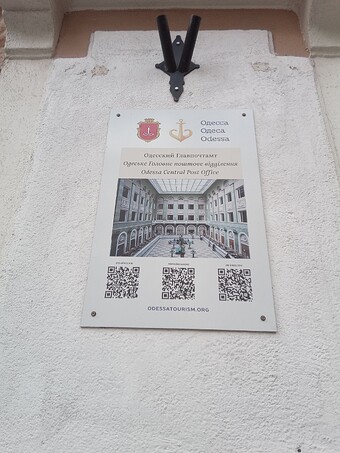 Одесса
Одеса
Odessa
Одесский Главпочтамт
Одеське Головне поштове відділення
Odessa Central Post Office
ODESSATOURISM.ORG